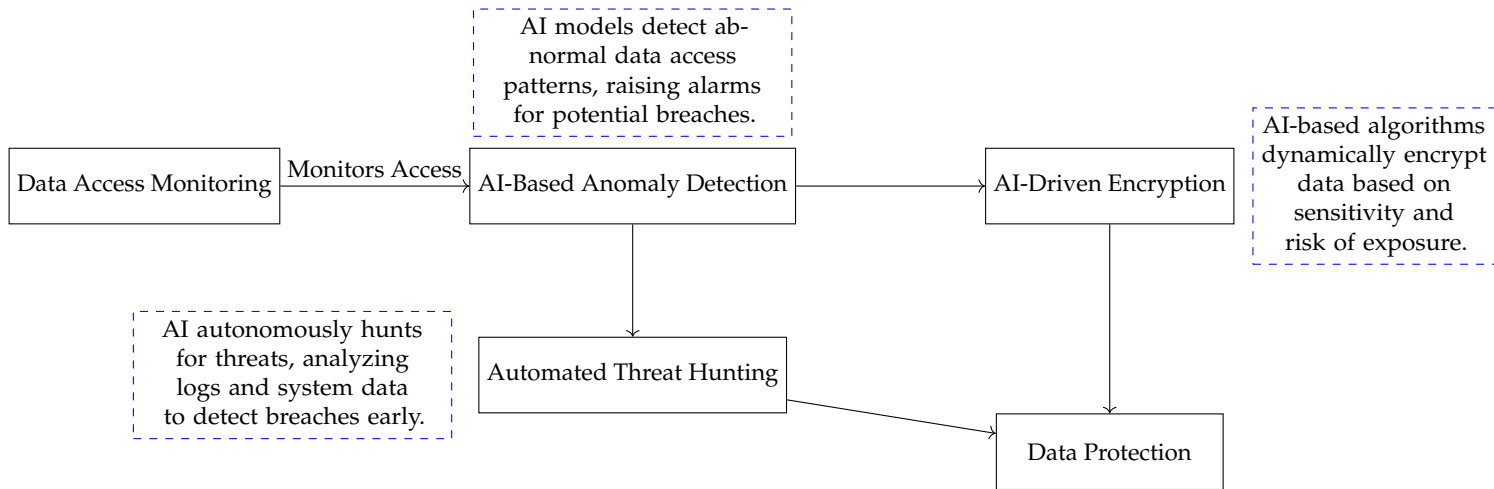 AI models detect ab-
normal data access
patterns, raising alarms
for potential breaches.
Data Access Monitoring
Monitors Access
AI-Based Anomaly Detection
AI-Driven Encryption
AI-based algorithms
dynamically encrypt
data based on
sensitivity and
risk of exposure.
AI autonomously hunts
for threats, analyzing
logs and system data
to detect breaches early.
Automated Threat Hunting
Data Protection